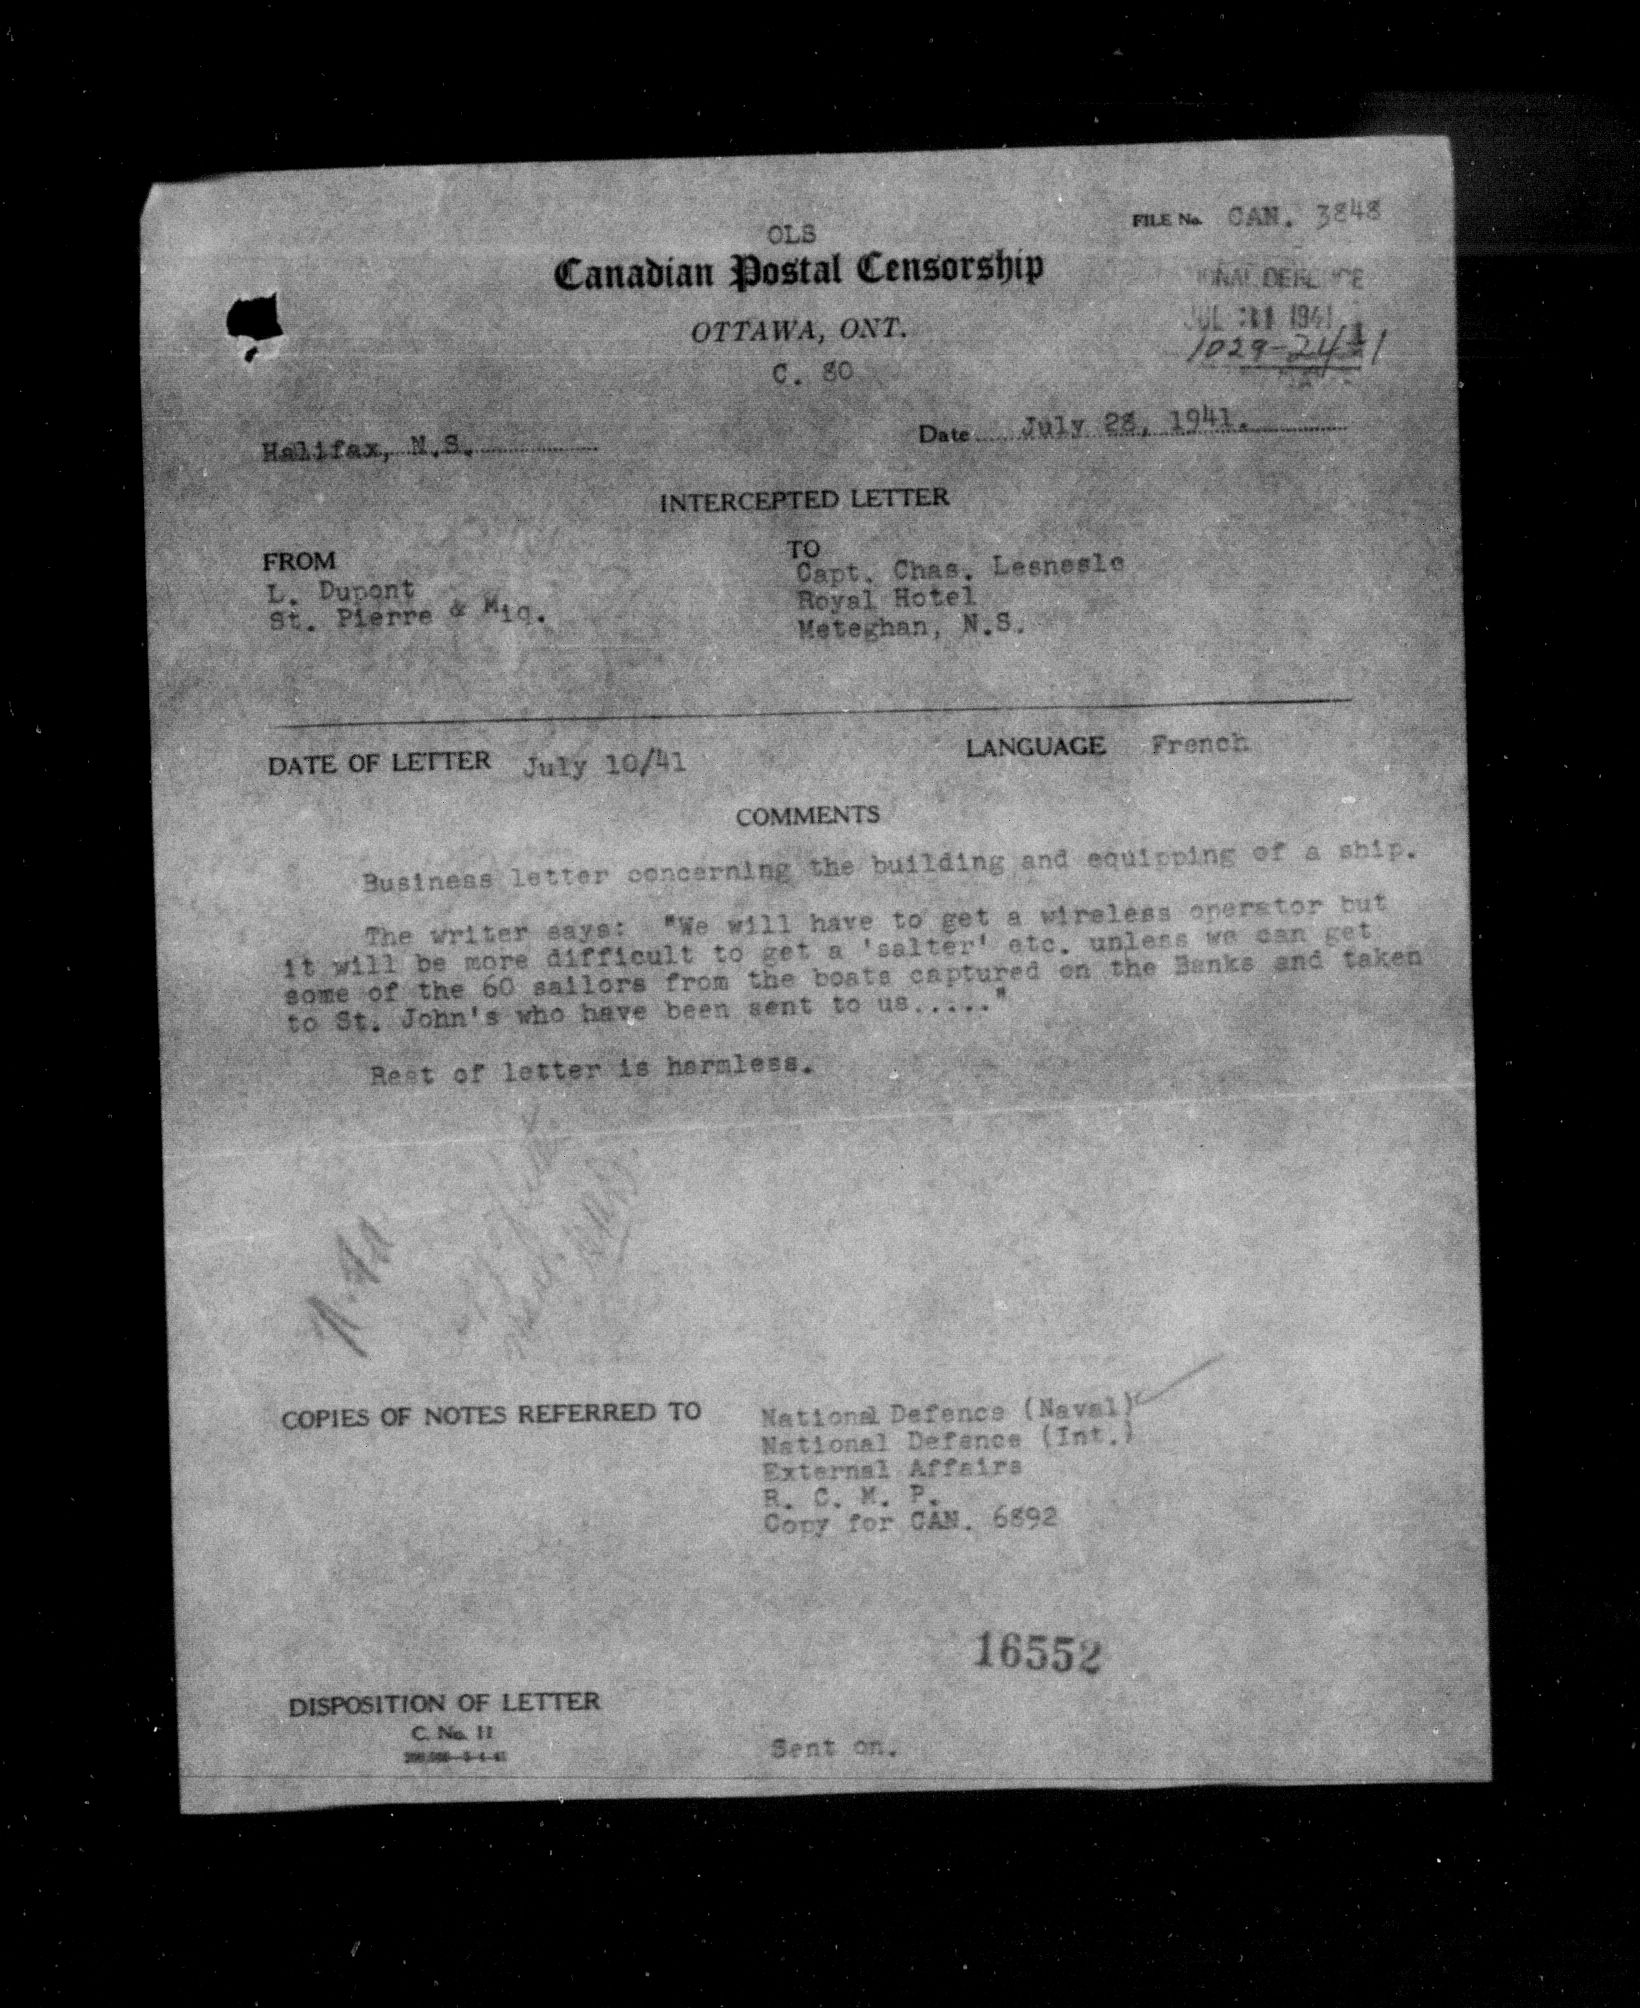 FILE No. CAN. 3848
OLS
Canadian Postal Censorship
OTTAWA, ONT.
JUL 1941
1029-24
C. 80
Halifax, N.S.
Date July 28, 1941.
INTERCEPTED LETTER
FROM
L. Dupont
St. Pierre & Miq.
TO
Capt. Chas. Lesnesle
Royal Hotel
Meteghan, N.S.
DATE OF LETTER July 10/41
LANGUAGE French
COMMENTS
Business letter concerning the building and equipping of a ship.
The writer says: "We will have to get a wireless operator but
it will be more difficult to get a 'salter' etc. unless we can get
some of the 60 sailors from the boats captured on the Banks and taken
to St. John's who have been sent to us....."
Rest of letter is harmless.
COPIES OF NOTES REFERRED TO
National Defence (Naval)
National Defence (Int.)
External Affairs
R. C. M. P.
Copy for CAN. 6892
16552
DISPOSITION OF LETTER
C. No. 11
Sent on.